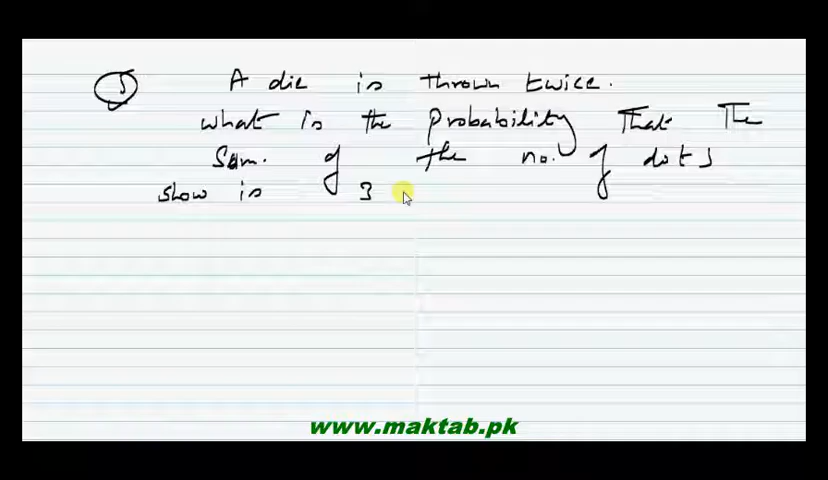 5 A die is thrown twice.
what is the probability that the
Sum. of the no. of dots
show is 3
www.maktab.pk